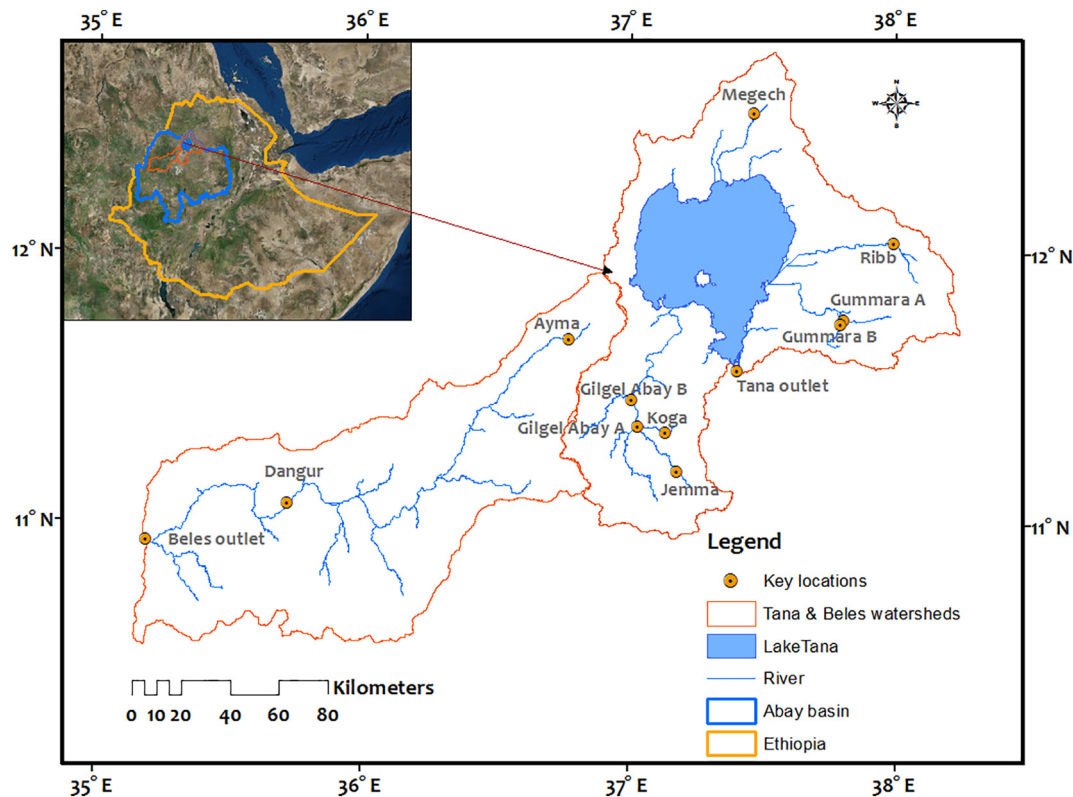 35° E 36° E 37° E 38° E
N
W E
S
Megech
12° N 12° N
Ribb
Gummara A
Gummara B
Ayma
Tana outlet
Gilgel Abay B
Koga
Gilgel Abay A
Jemma
Dangur
11° N 11° N
Beles outlet
Legend
Key locations
Tana & Beles watersheds
LakeTana
River
Abay basin
Ethiopia
Kilometers
0 10 20 40 60 80
35° E 36° E 37° E 38° E